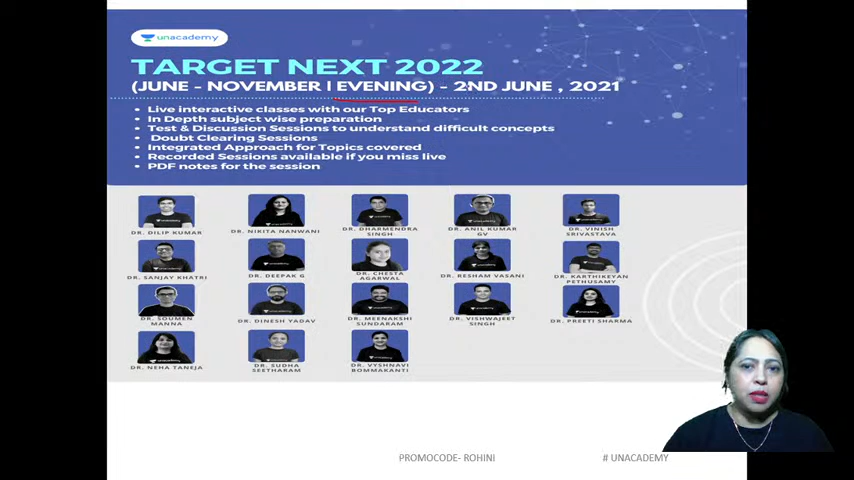 unacademy
TARGET NEXT 2022
(JUNE - NOVEMBER I EVENING) - 2ND JUNE , 2021
• Live interactive classes with our Top Educators
• In Depth subject wise preparation
• Test & Discussion Sessions to understand difficult concepts
• Doubt Clearing Sessions
• Integrated Approach for Topics covered
• Recorded Sessions available if you miss live
• PDF notes for the session
DR. DILIP KUMAR
DR. NIKITA NANWANI
DR. DHARMENDRA
SINGH
DR. ANIL KUMAR
GV
DR. VINISH
SRIVASTAVA
DR. SANJAY KHATRI
DR. DEEPAK G
DR. CHESTA
AGARWAL
DR. RESHAM VASANI
DR. KARTHIKEYAN
PETHUSAMY
DR. SOUMEN
MANNA
DR. DINESH YADAV
DR. MEENAKSHI
SUNDARAM
DR. VISHWAJEET
SINGH
DR. PREETI SHARMA
DR. NEHA TANEJA
DR. SUDHA
SEETHARAM
DR. VYSHNAVI
BOMMAKANTI
PROMOCODE- ROHINI
# UNACADEMY